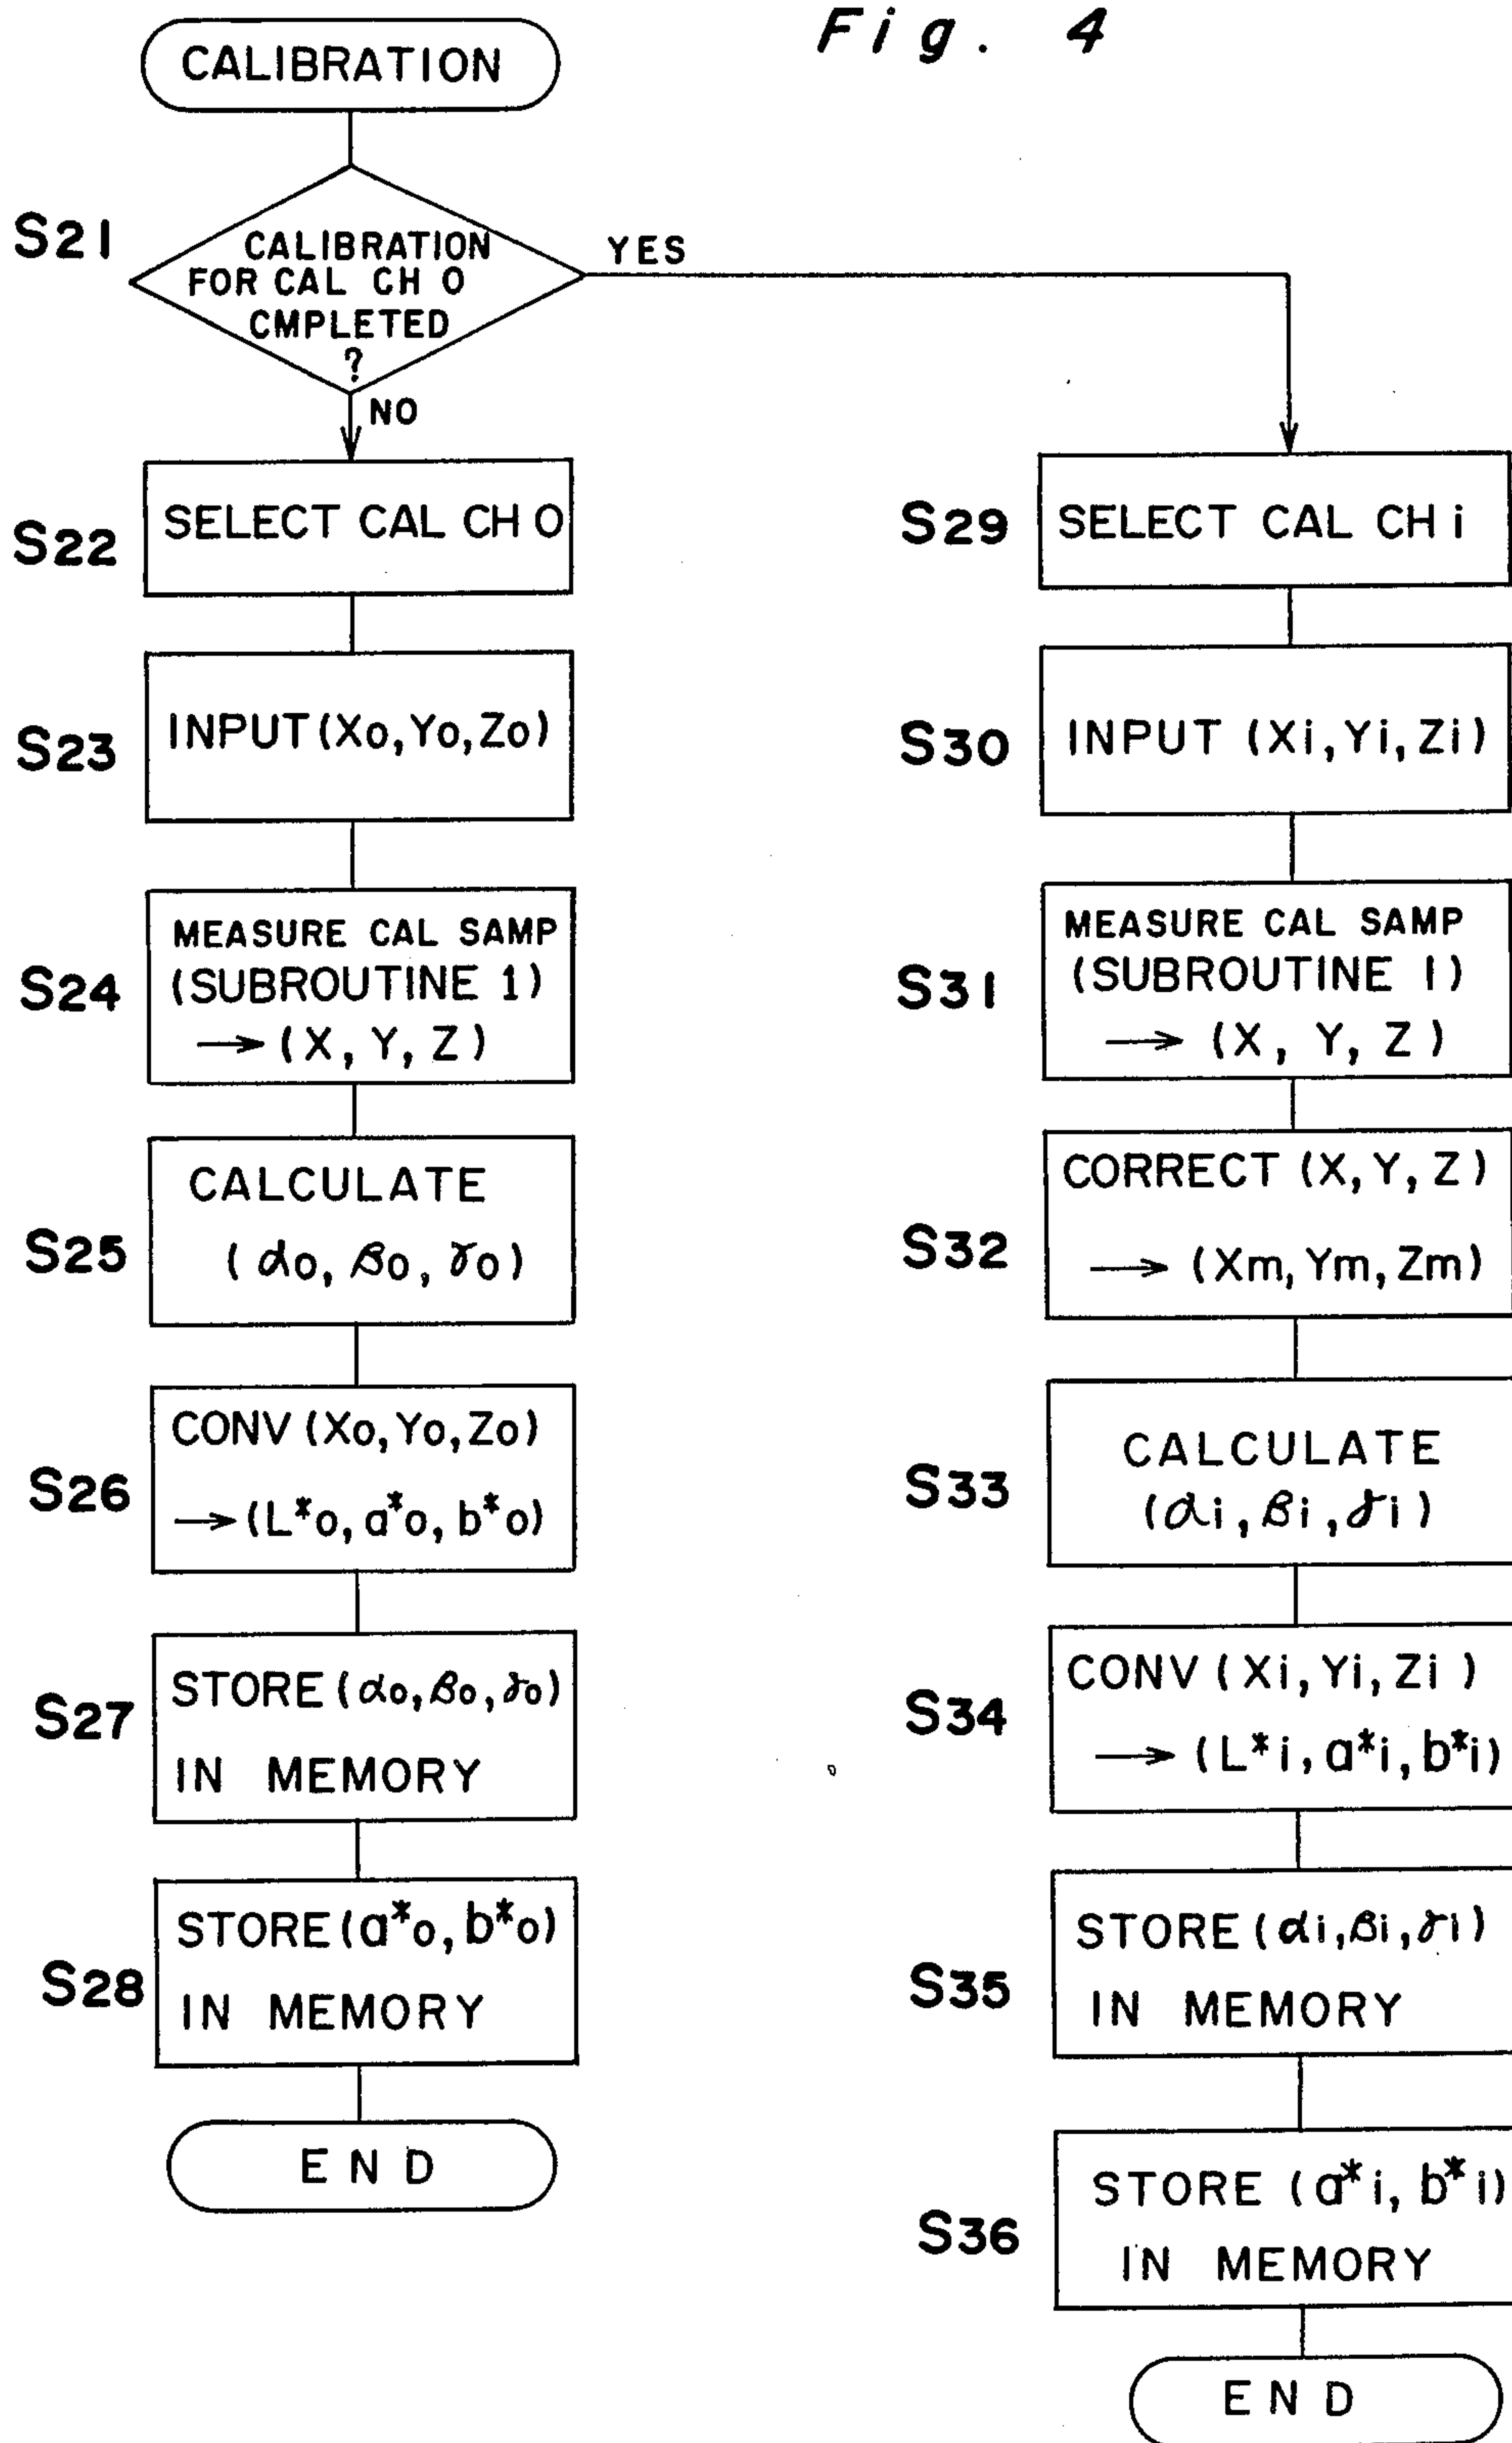 Fig. 4
CALIBRATION
S21
CALIBRATION
FOR CAL CH 0
CMPLETED
?
YES
NO
S22
SELECT CAL CH 0
S23
INPUT (Xo, Yo, Zo)
S24
MEASURE CAL SAMP
(SUBROUTINE 1)
→ (X, Y, Z)
S25
CALCULATE
(αo, βo, γo)
S26
CONV (Xo, Yo, Zo)
→ (L*o, a*o, b*o)
S27
STORE (αo, βo, γo)
IN MEMORY
S28
STORE (a*o, b*o)
IN MEMORY
END
S29
SELECT CAL CH i
S30
INPUT (Xi, Yi, Zi)
S31
MEASURE CAL SAMP
(SUBROUTINE 1)
→ (X, Y, Z)
S32
CORRECT (X, Y, Z)
→ (Xm, Ym, Zm)
S33
CALCULATE
(αi, βi, γi)
S34
CONV (Xi, Yi, Zi)
→ (L*i, a*i, b*i)
S35
STORE (αi, βi, γi)
IN MEMORY
S36
STORE (a*i, b*i)
IN MEMORY
END